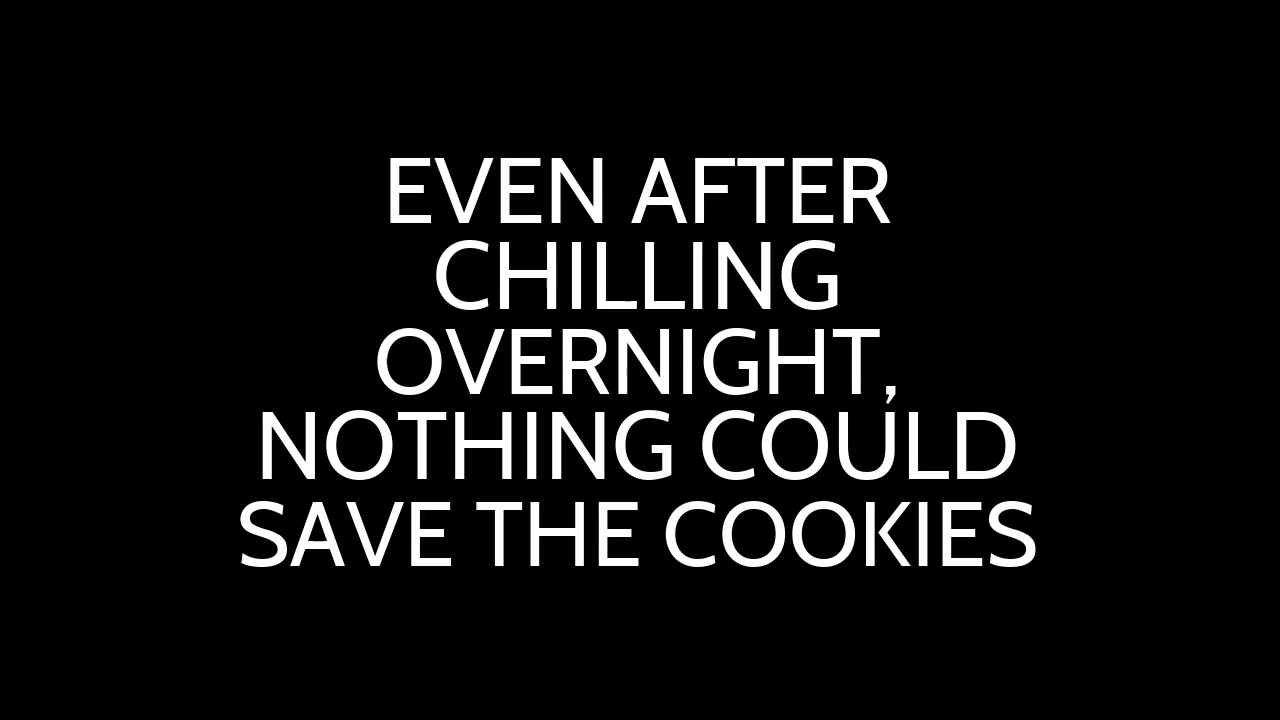 EVEN AFTER
CHILLING
OVERNIGHT,
NOTHING COULD
SAVE THE COOKIES